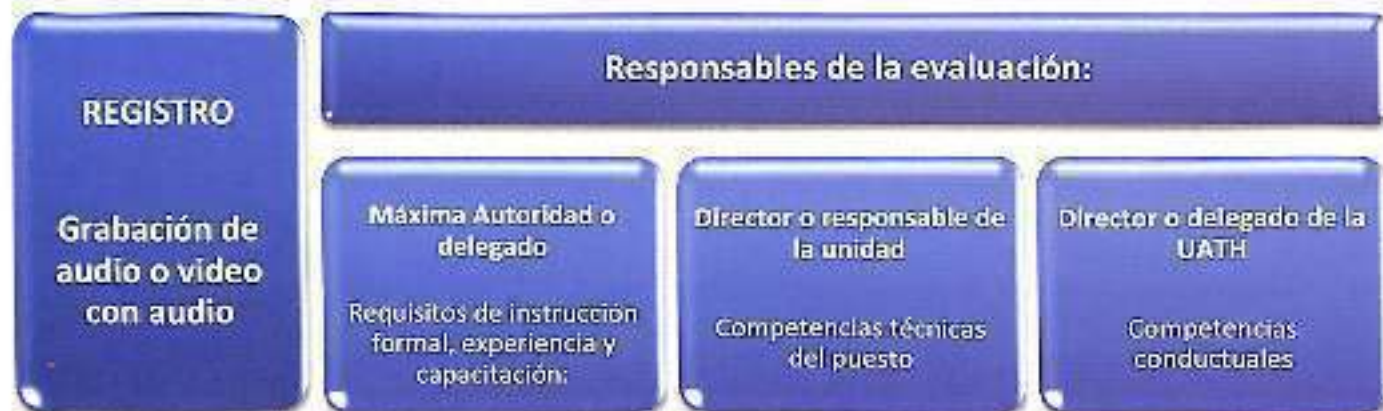 REGISTRO
Grabación de
audio o video
con audio
Responsables de la evaluación:
Máxima Autoridad o
delegado
Requisitos de instrucción
formal, experiencia y
capacitación:
Director o responsable de
la unidad
Competencias técnicas
del puesto
Director o delegado de la
UATH
Competencias
conductuales